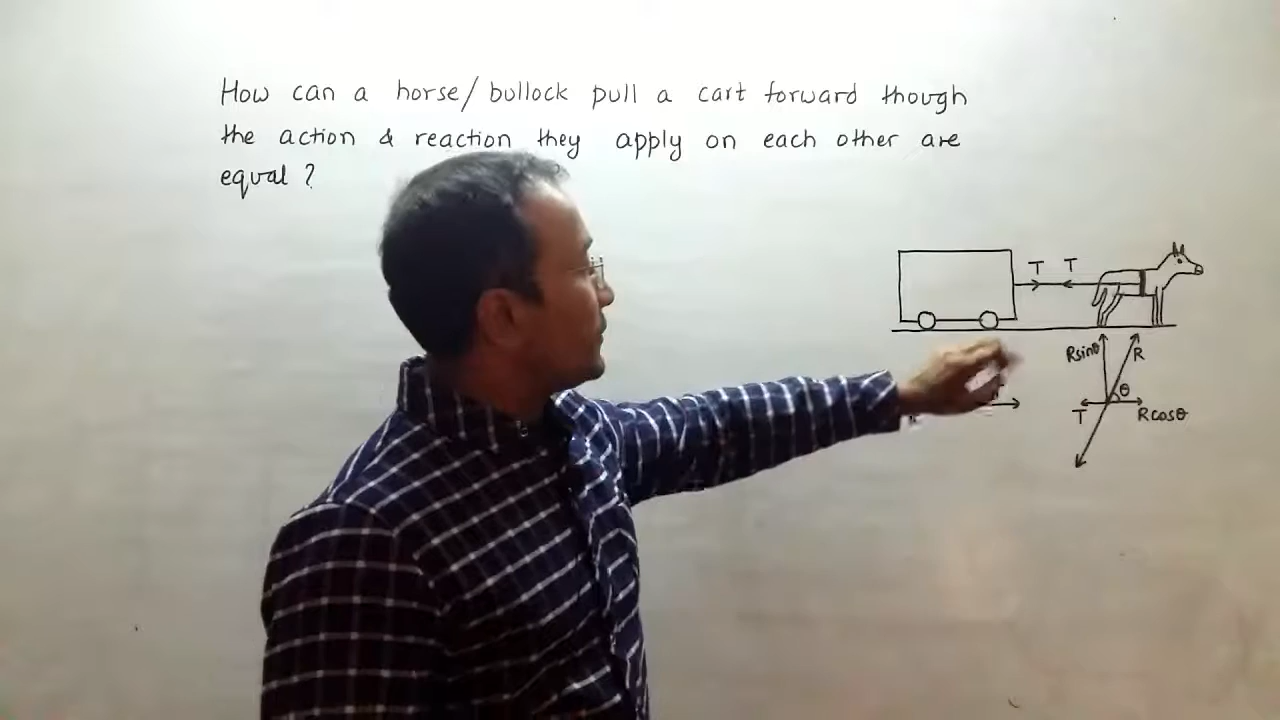 How can a horse/bullock pull a cart forward though
the action & reaction they apply on each other are
equal ?
T T
Rsinθ R
θ
T Rcosθ